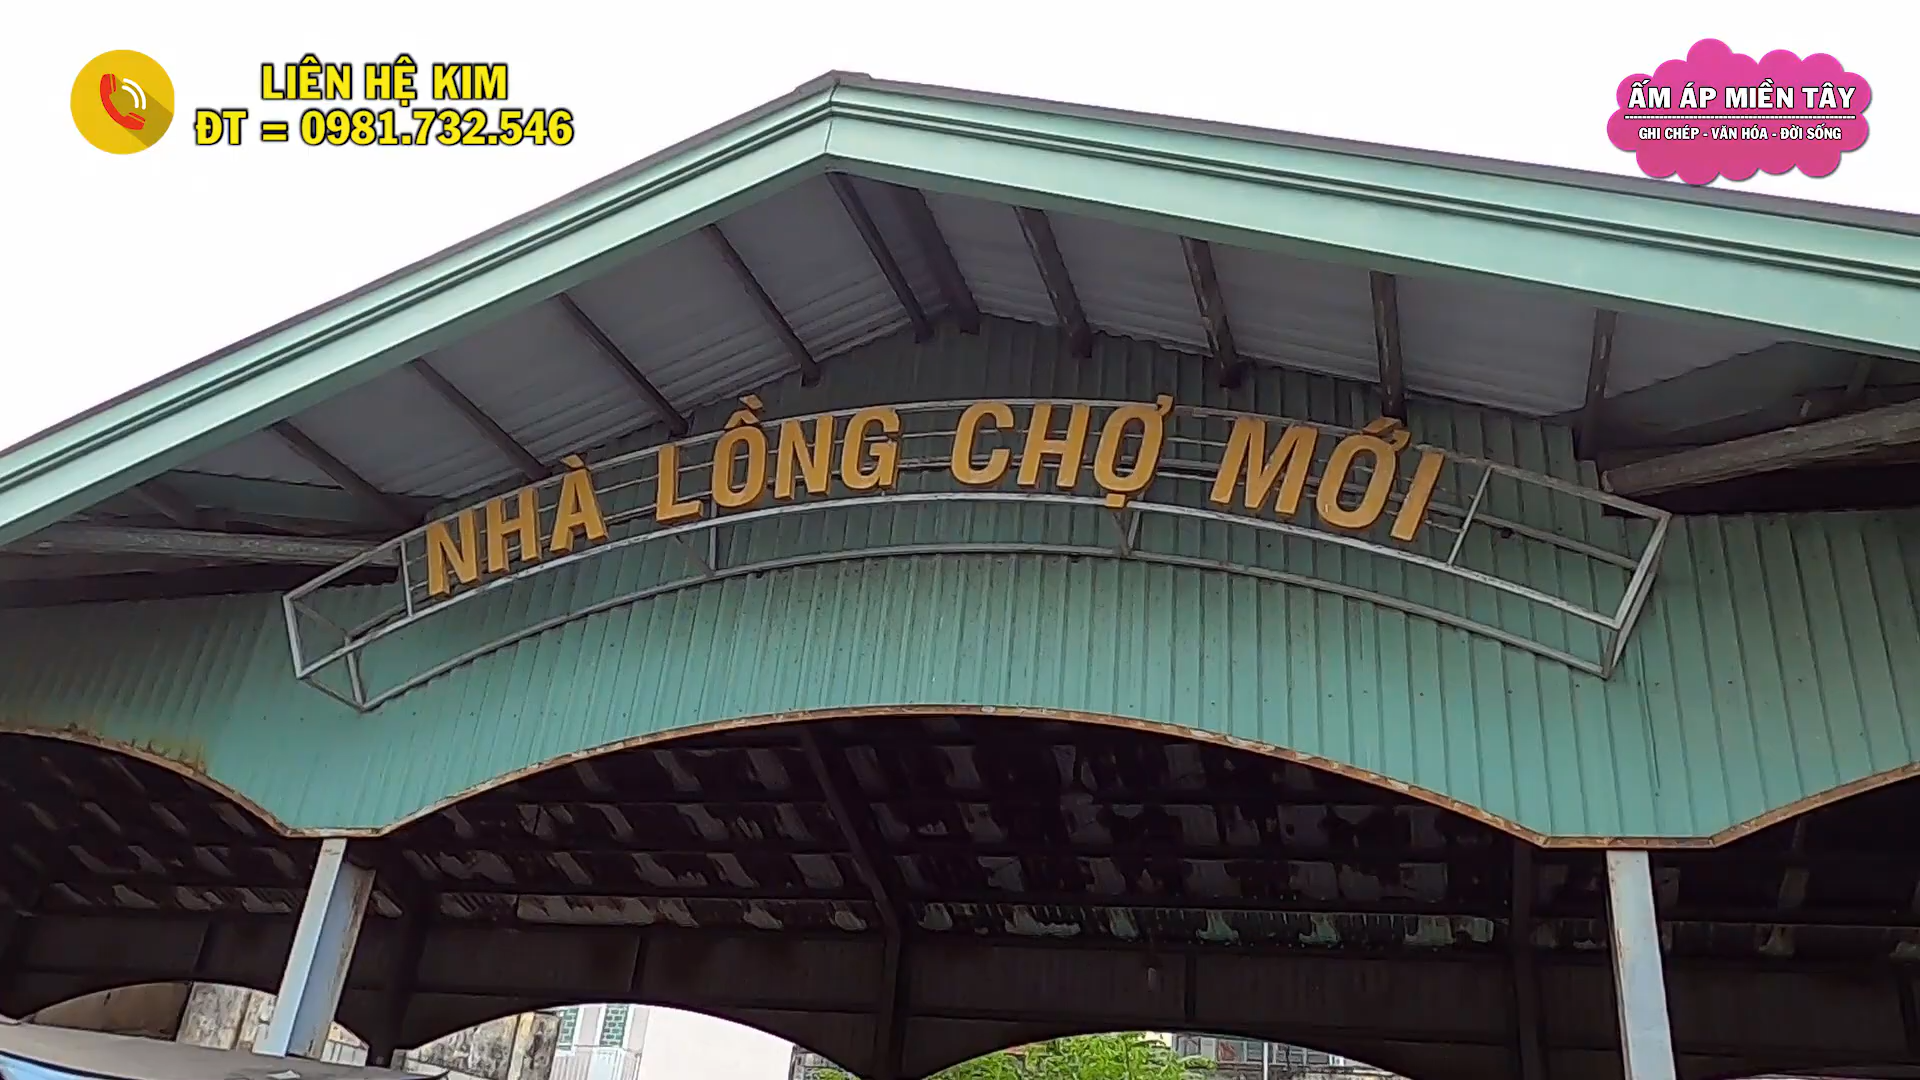 LIÊN HỆ KIM
ĐT = 0981.732.546
ẤM ÁP MIỀN TÂY
GHI CHÉP - VĂN HÓA - ĐỜI SỐNG
NHÀ LỒNG CHỢ MỚI